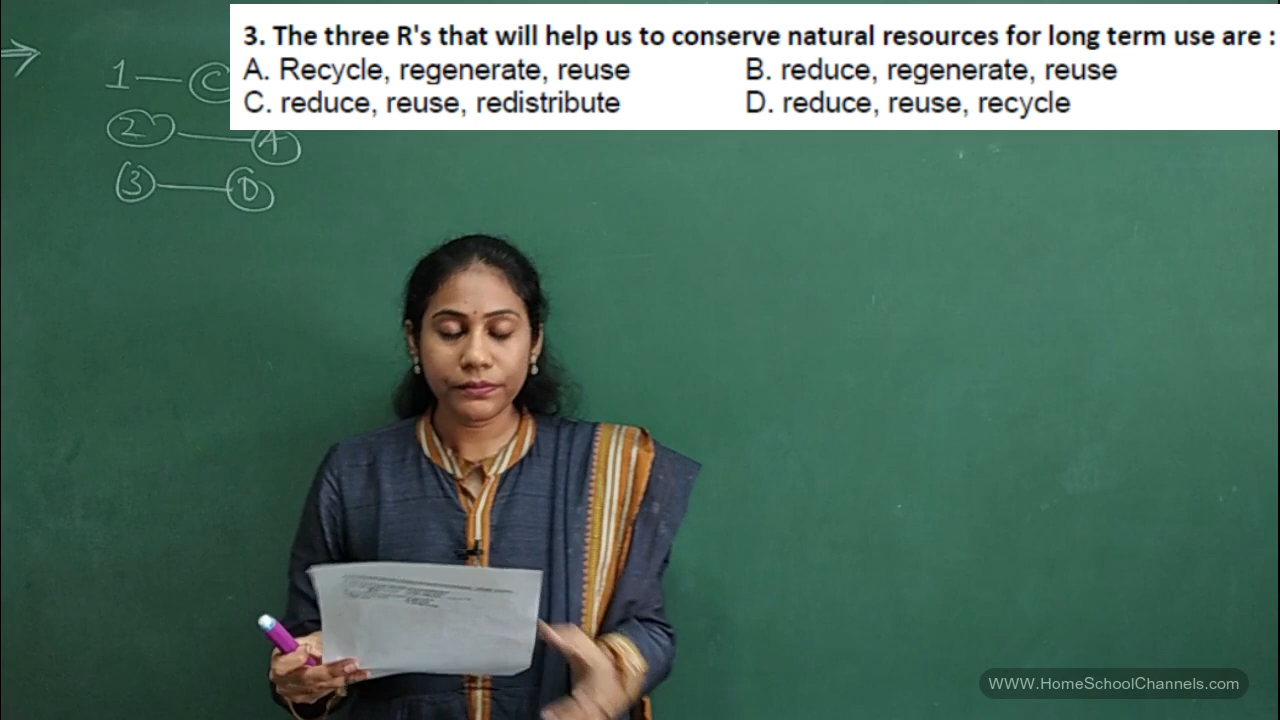 3. The three R's that will help us to conserve natural resources for long term use are :
A. Recycle, regenerate, reuse B. reduce, regenerate, reuse
C. reduce, reuse, redistribute D. reduce, reuse, recycle
1 — C
2 — A
3 — D
WWW.HomeSchoolChannels.com